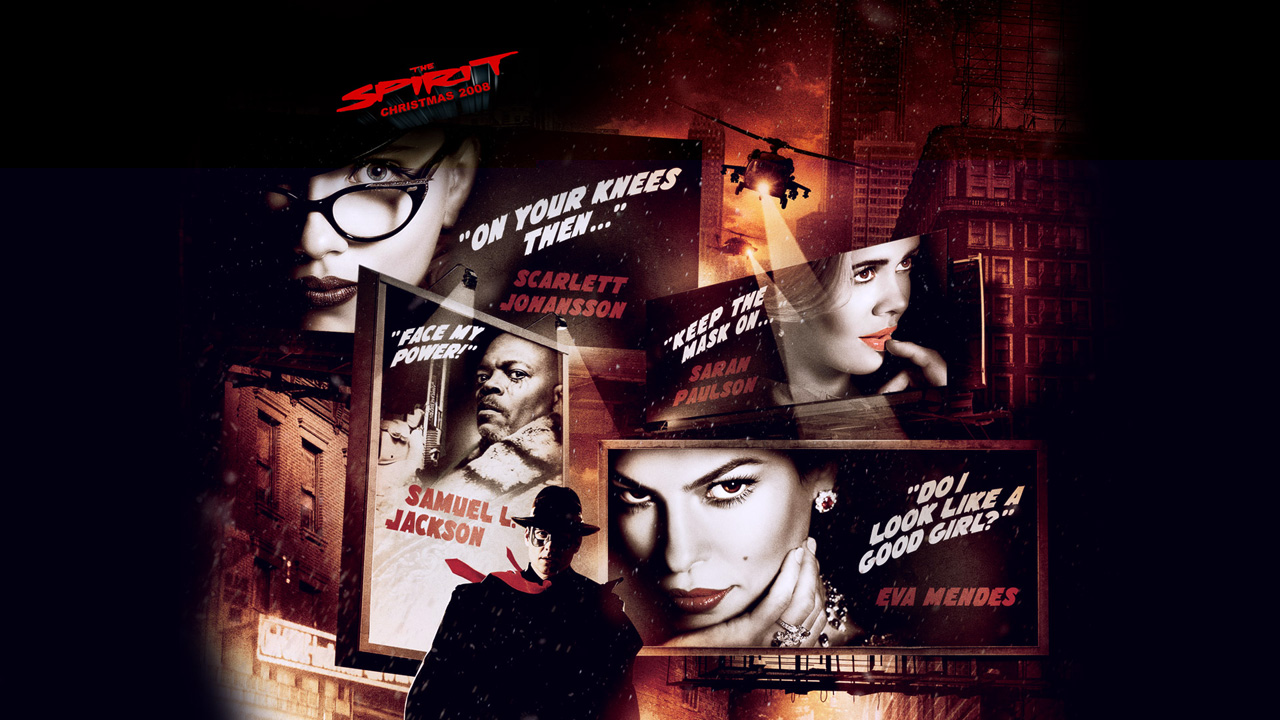 THE
SPIRIT
CHRISTMAS 2008
"ON YOUR KNEES
THEN..."
SCARLETT
JOHANSSON
"KEEP THE
MASK ON..."
SARAH
PAULSON
"FACE MY
POWER!"
SAMUEL L.
JACKSON
"DO I
LOOK LIKE A
GOOD GIRL?"
EVA MENDES